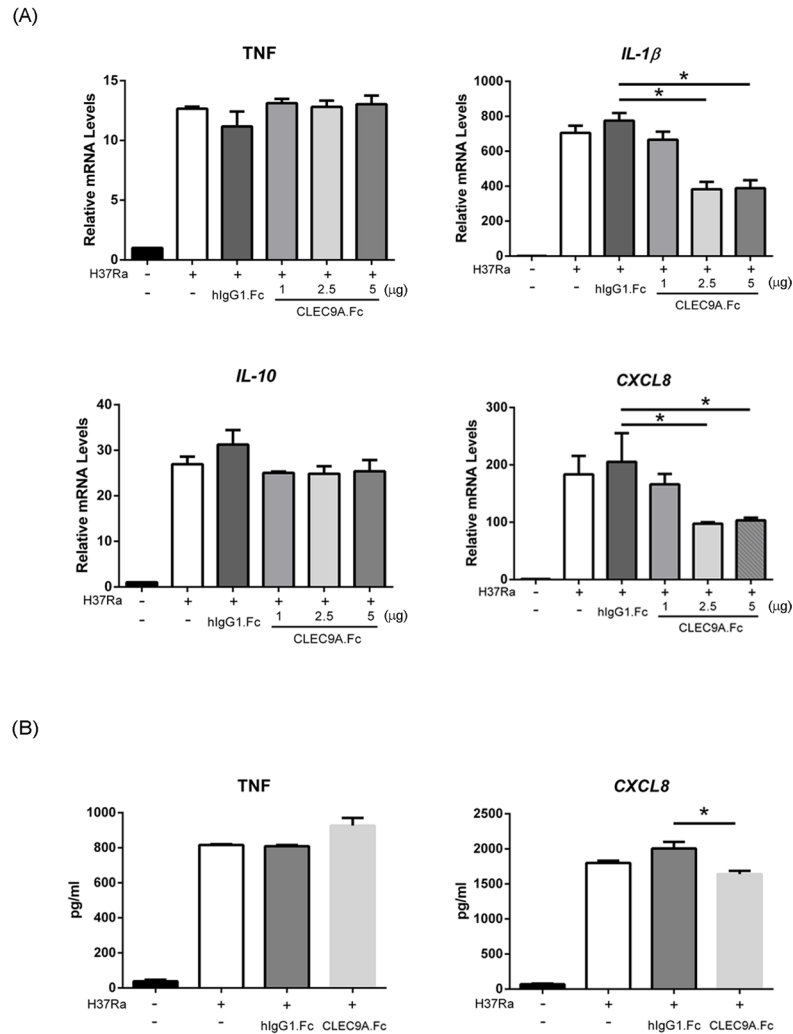 (A)
TNF
Relative mRNA Levels
15
10
5
0
H37Ra - + + + + +
- - hIgG1.Fc 1 2.5 5 (μg)
CLEC9A.Fc
IL-1β
Relative mRNA Levels
1000
800
600
400
200
0
*
*
H37Ra - + + + + +
- - hIgG1.Fc 1 2.5 5 (μg)
CLEC9A.Fc
IL-10
Relative mRNA Levels
40
30
20
10
0
H37Ra - + + + + +
- - hIgG1.Fc 1 2.5 5 (μg)
CLEC9A.Fc
CXCL8
Relative mRNA Levels
300
200
100
0
*
*
H37Ra - + + + + +
- - hIgG1.Fc 1 2.5 5 (μg)
CLEC9A.Fc
(B)
TNF
pg/ml
1000
800
600
400
200
0
H37Ra - + + +
- - hIgG1.Fc CLEC9A.Fc
CXCL8
pg/ml
2500
2000
1500
1000
500
0
*
H37Ra - + + +
- - hIgG1.Fc CLEC9A.Fc